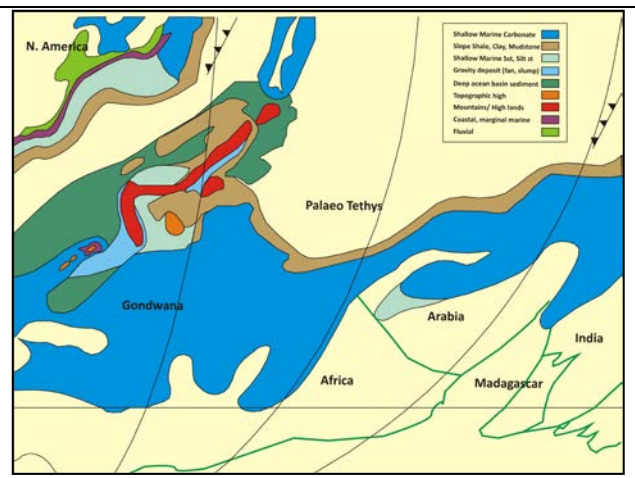 N. America
Shallow Marine Carbonate
Slope Shale, Clay, Mudstone
Shallow Marine Sst, Silt st
Gravity deposit (fan, slump)
Deep ocean basin sediment
Topographic high
Mountains/ High lands
Coastal, marginal marine
Fluvial
Palaeo Tethys
Gondwana
Arabia
India
Africa
Madagascar